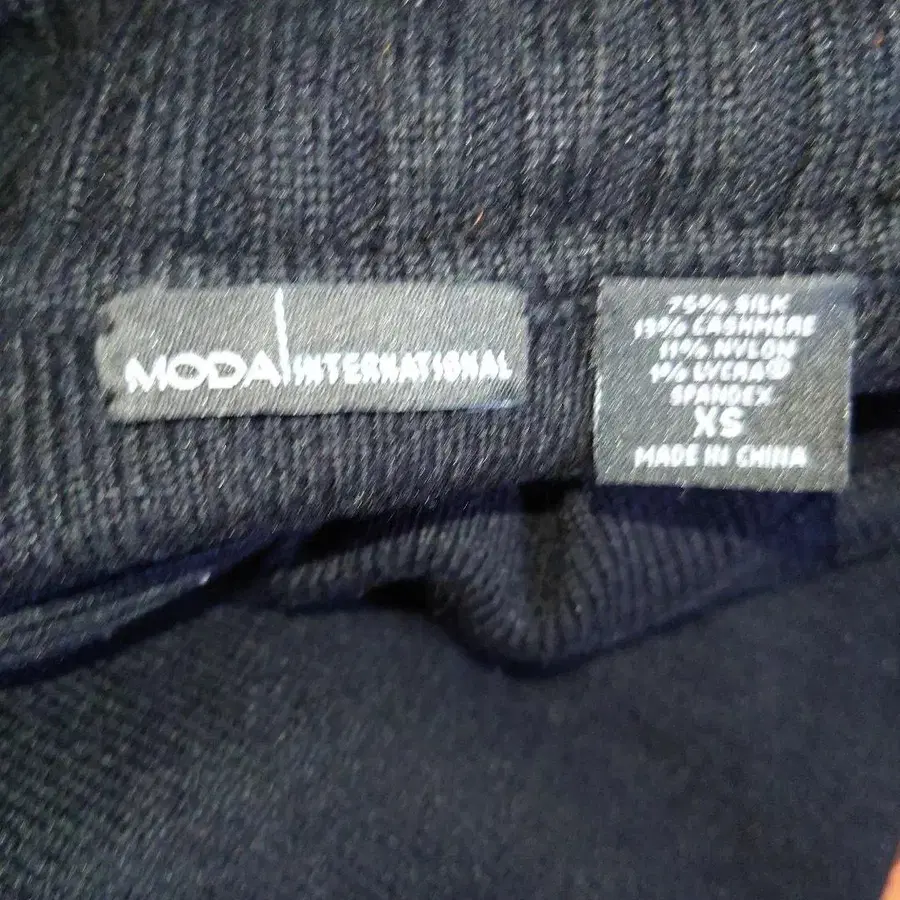 MODA INTERNATIONAL
75% SILK
13% CASHMERE
11% NYLON
1% LYCRA®
SPANDEX
XS
MADE IN CHINA